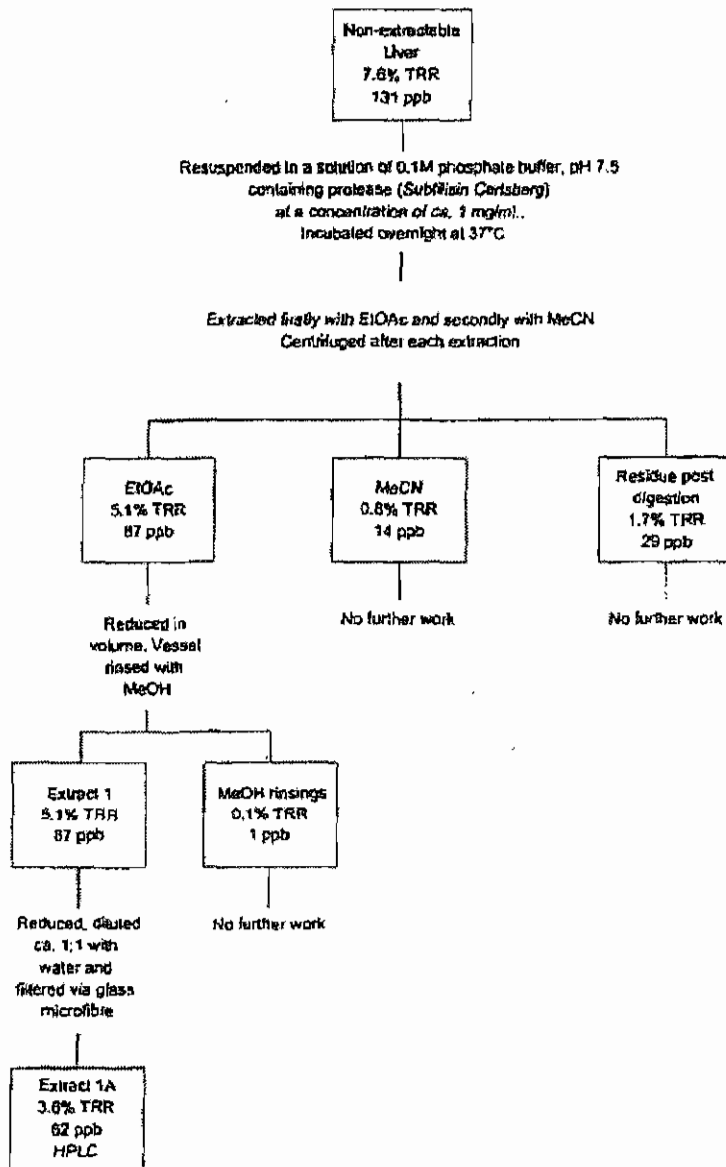 Non-extractable
Liver
7.6% TRR
131 ppb
Resuspended in a solution of 0.1M phosphate buffer, pH 7.5
containing protease (Subtilisin Carlsberg)
at a concentration of ca. 1 mg/mL.
Incubated overnight at 37°C
Extracted firstly with EtOAc and secondly with MeCN
Centrifuged after each extraction
EtOAc
5.1% TRR
87 ppb
MeCN
0.8% TRR
14 ppb
Residue post
digestion
1.7% TRR
29 ppb
Reduced in
volume. Vessel
rinsed with
MeOH
No further work
No further work
Extract 1
5.1% TRR
87 ppb
MeOH rinsings
0.1% TRR
1 ppb
Reduced, diluted
ca. 1:1 with
water and
filtered via glass
microfibre
No further work
Extract 1A
3.6% TRR
62 ppb
HPLC